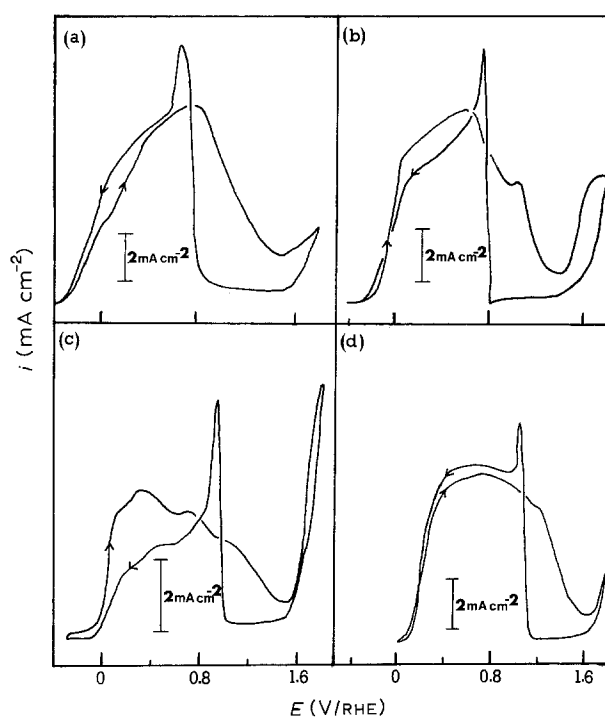 (a)
(b)
2mA cm-2
2mA cm-2
i (mA cm-2)
(c)
(d)
2mA cm-2
2mA cm-2
0 0.8 1.6 0 0.8 1.6
E (V/RHE)